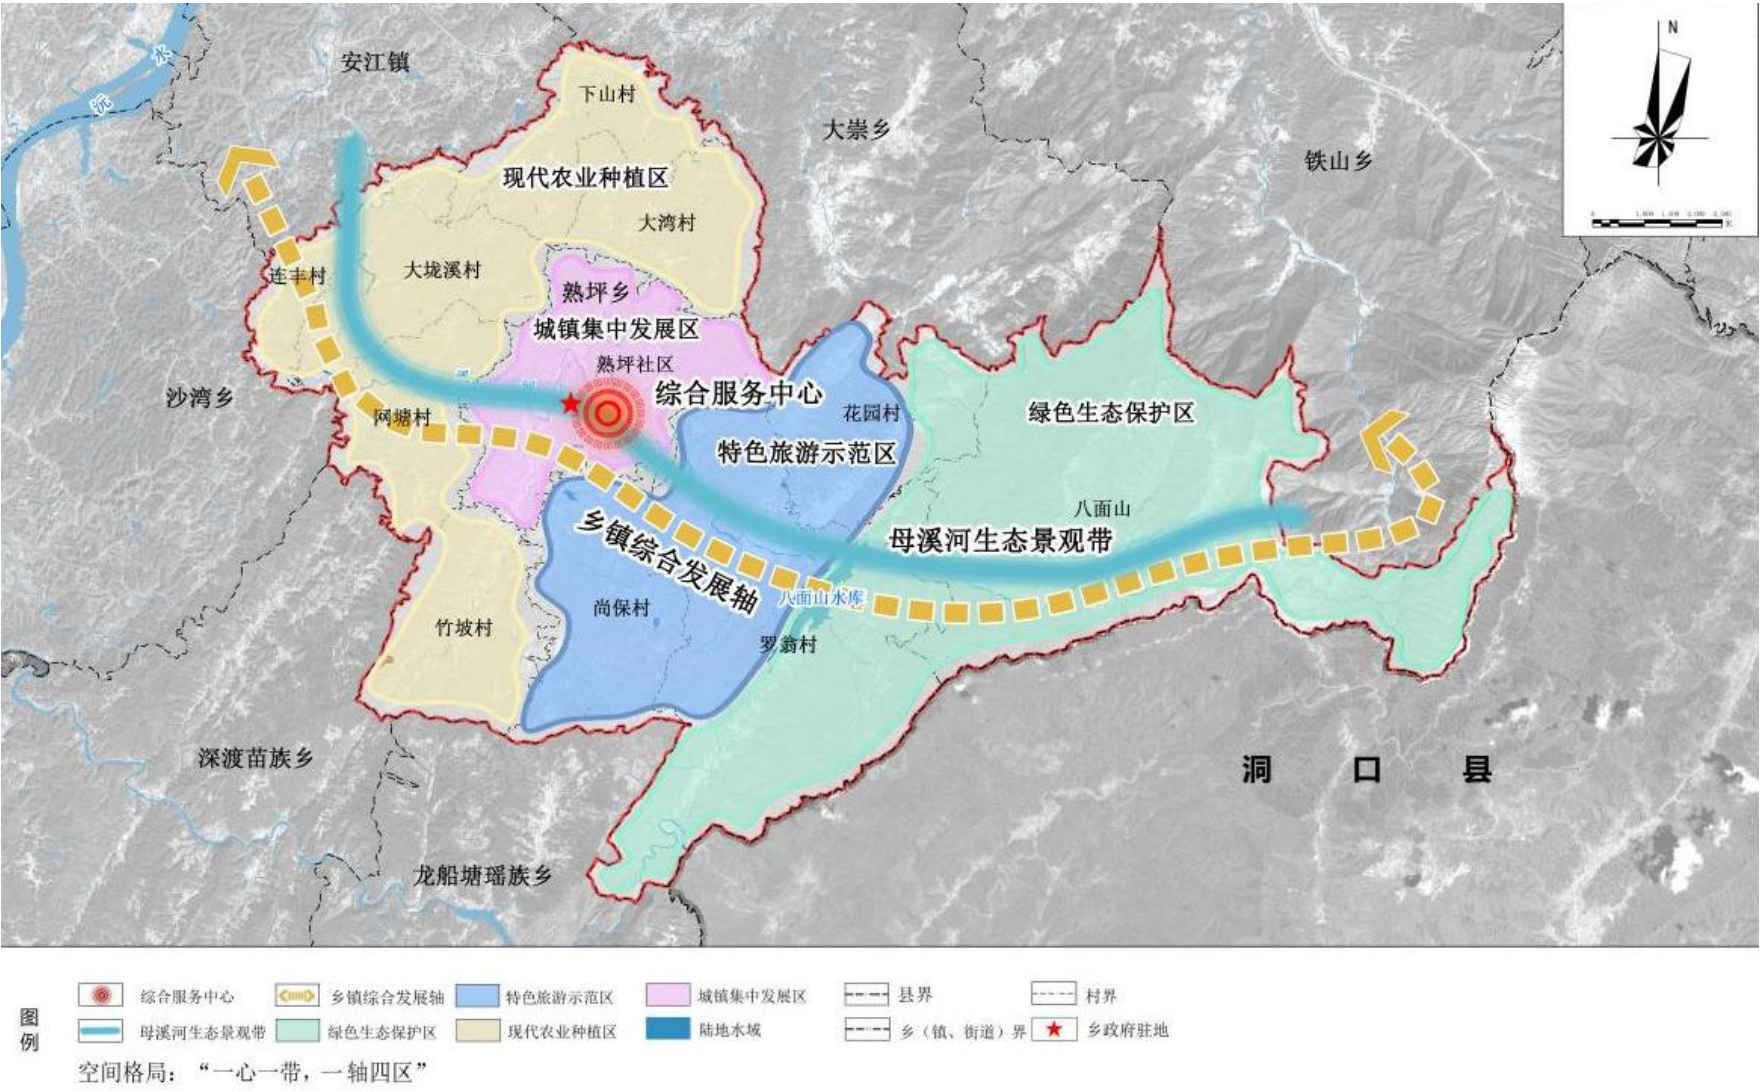 N
安江镇
水
沅
下山村
大崇乡
铁山乡
现代农业种植区
大湾村
连丰村
大垅溪村
熟坪乡
城镇集中发展区
熟坪社区
沙湾乡
综合服务中心
网塘村
花园村
绿色生态保护区
特色旅游示范区
八面山
母溪河生态景观带
乡镇综合发展轴
八面山水库
尚保村
竹坡村
罗翁村
深渡苗族乡
洞口县
龙船塘瑶族乡
图例
综合服务中心 乡镇综合发展轴 特色旅游示范区 城镇集中发展区 县界 村界
母溪河生态景观带 绿色生态保护区 现代农业种植区 陆地水域 乡（镇、街道）界 乡政府驻地
空间格局：“一心一带，一轴四区”